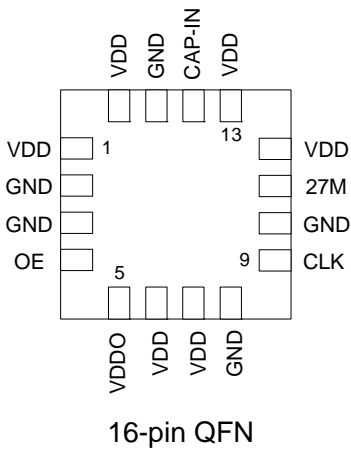 VDD GND CAP-IN VDD
13
VDD 1 VDD
GND 27M
GND GND
OE 9 CLK
5
VDDO VDD VDD GND
16-pin QFN